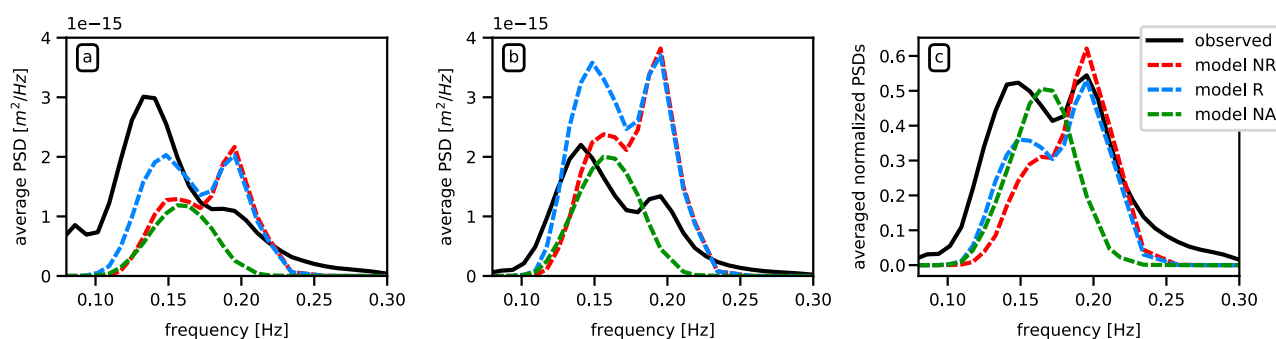 1e−15
a
average PSD [m²/Hz]
4
3
2
1
0
0.10 0.15 0.20 0.25 0.30
frequency [Hz]
1e−15
b
average PSD [m²/Hz]
4
3
2
1
0
0.10 0.15 0.20 0.25 0.30
frequency [Hz]
c
averaged normalized PSDs
0.6
0.5
0.4
0.3
0.2
0.1
0.0
0.10 0.15 0.20 0.25 0.30
frequency [Hz]
observed
model NR
model R
model NA